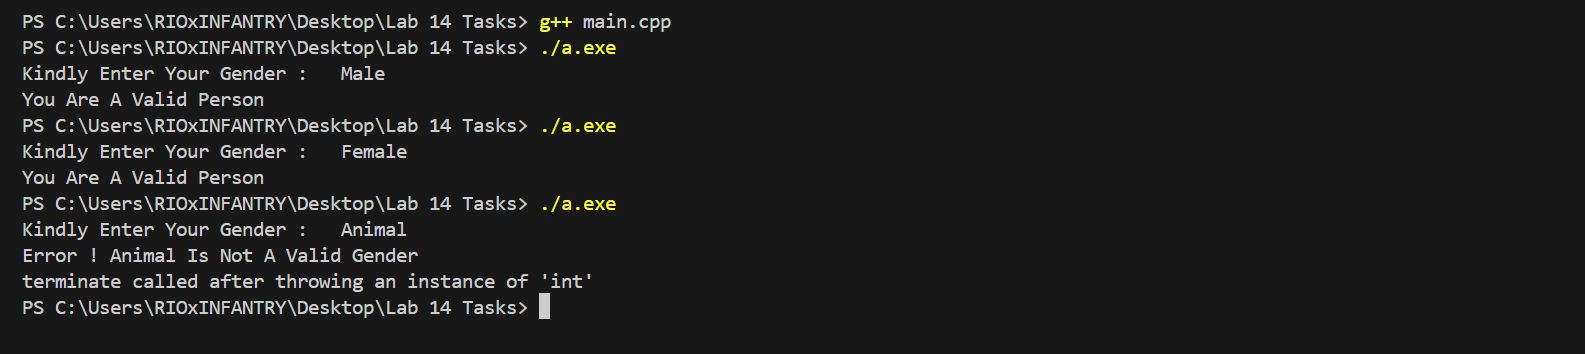 PS C:\Users\RIOxINFANTRY\Desktop\Lab 14 Tasks> g++ main.cpp
PS C:\Users\RIOxINFANTRY\Desktop\Lab 14 Tasks> ./a.exe
Kindly Enter Your Gender :   Male
You Are A Valid Person
PS C:\Users\RIOxINFANTRY\Desktop\Lab 14 Tasks> ./a.exe
Kindly Enter Your Gender :   Female
You Are A Valid Person
PS C:\Users\RIOxINFANTRY\Desktop\Lab 14 Tasks> ./a.exe
Kindly Enter Your Gender :   Animal
Error ! Animal Is Not A Valid Gender
terminate called after throwing an instance of 'int'
PS C:\Users\RIOxINFANTRY\Desktop\Lab 14 Tasks>